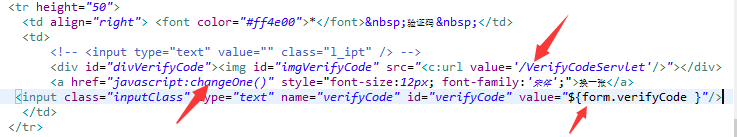 <tr height="50">
<td align="right"> <font color="#ff4e00">*</font>&nbsp;验证码&nbsp;</td>
<td>
<!-- <input type="text" value="" class="l_ipt" /> -->
<div id="divVerifyCode"><img id="imgVerifyCode" src="<c:url value='/VerifyCodeServlet'/>"></div>
<a href="javascript:changeOne()" style="font-size:12px; font-family:'宋体';">换一张</a>
<input class="inputClass" type="text" name="verifyCode" id="verifyCode" value="${form.verifyCode }"/>
</td>
</tr>